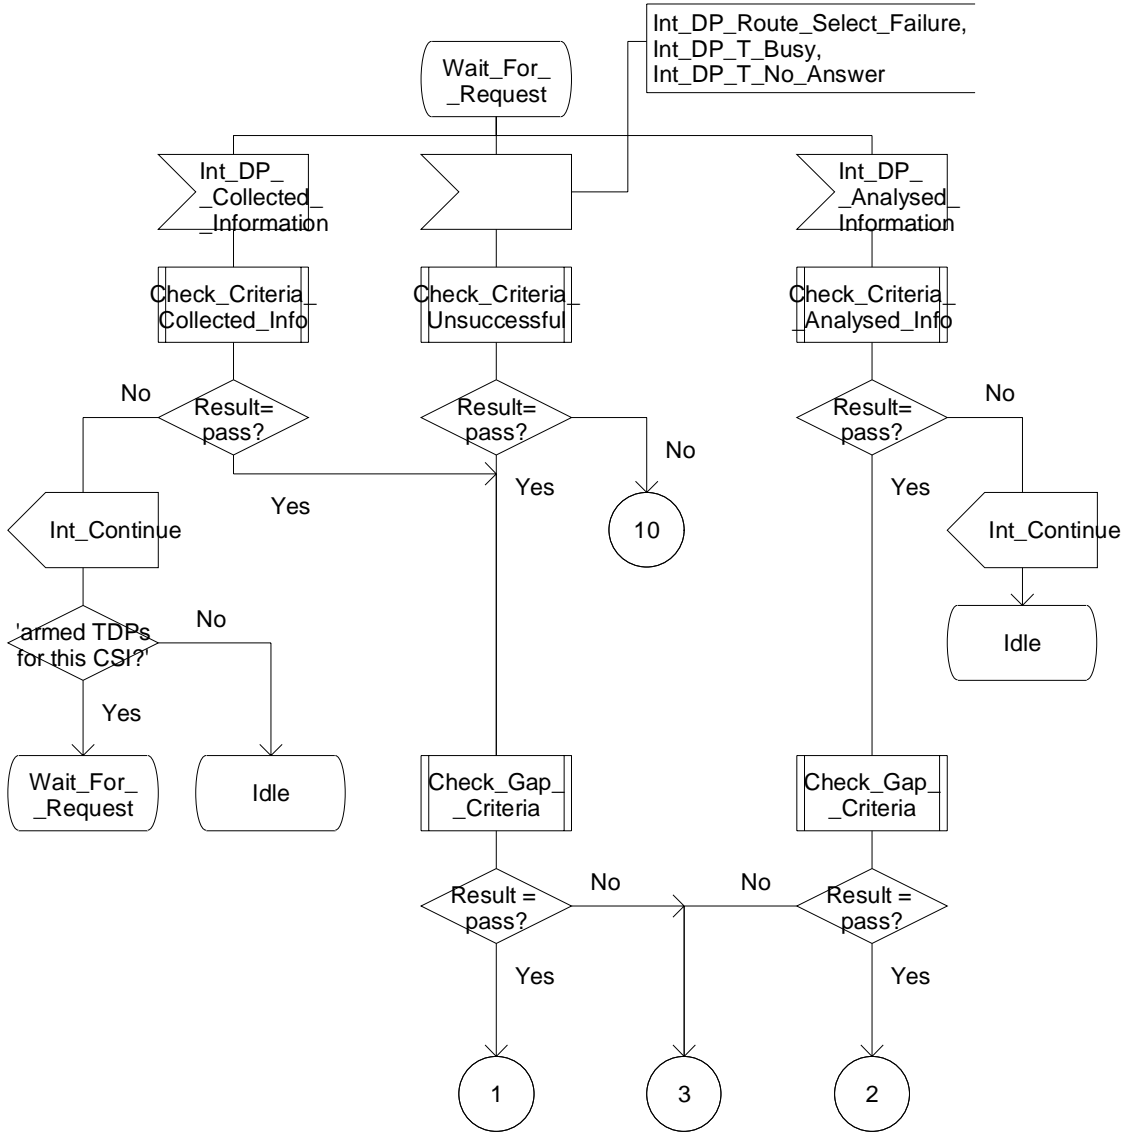 Int_DP_Route_Select_Failure,
Int_DP_T_Busy,
Int_DP_T_No_Answer
Wait_For_
_Request
Int_DP_
_Collected_
_Information
Int_DP_
_Analysed_
Information
Check_Criteria_
Collected_Info
Check_Criteria_
Unsuccessful
Check_Criteria_
_Analysed_Info
No
Result=
pass?
Yes
Result=
pass?
No
Yes
Result=
pass?
No
Yes
Int_Continue
10
Int_Continue
'armed TDPs
for this CSI?'
No
Yes
Idle
Wait_For_
_Request
Idle
Check_Gap_
_Criteria
Check_Gap_
_Criteria
Result =
pass?
No
Yes
No
Result =
pass?
Yes
1
3
2